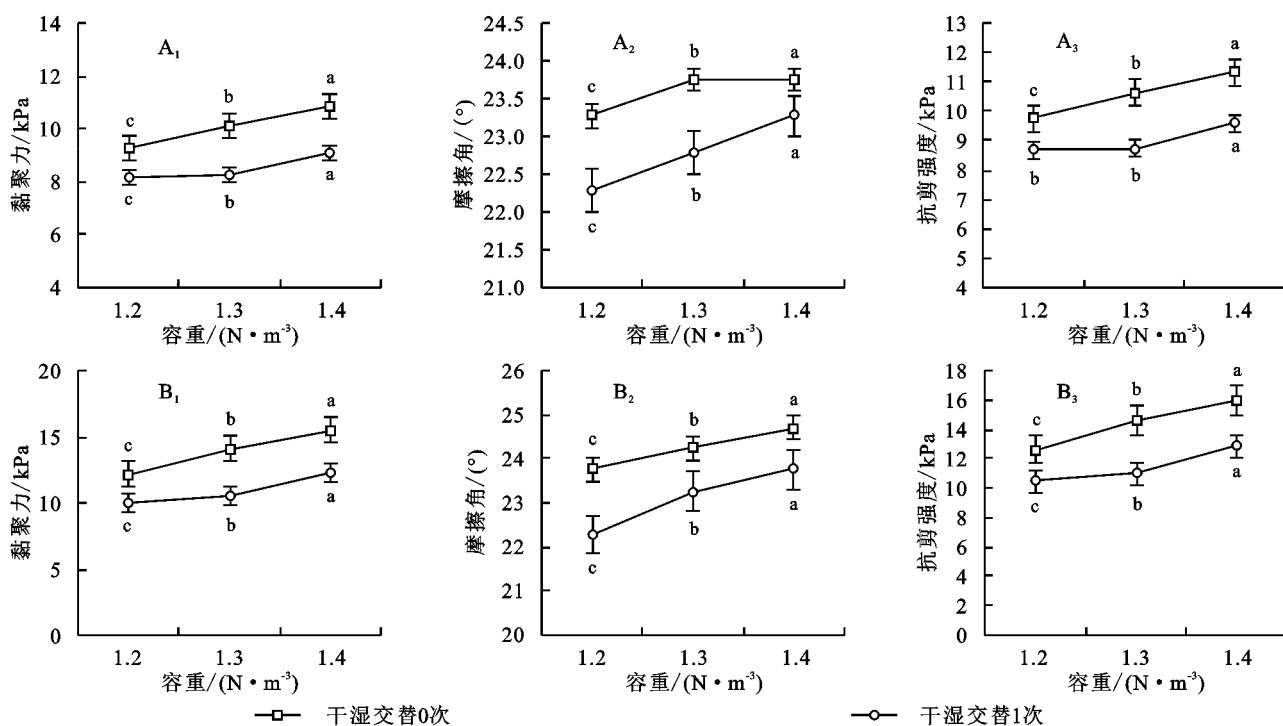 A₁
黏聚力/kPa
14
12
10
8
6
4
c b a
c b a
1.2 1.3 1.4
容重/(N·m⁻³)
A₂
摩擦角/(°)
24.5
24.0
23.5
23.0
22.5
22.0
21.5
21.0
c b a
c b a
1.2 1.3 1.4
容重/(N·m⁻³)
A₃
抗剪强度/kPa
13
12
11
10
9
8
7
6
5
4
c b a
b b a
1.2 1.3 1.4
容重/(N·m⁻³)
B₁
黏聚力/kPa
20
15
10
5
0
c b a
c b a
1.2 1.3 1.4
容重/(N·m⁻³)
B₂
摩擦角/(°)
26
25
24
23
22
21
20
c b a
c b a
1.2 1.3 1.4
容重/(N·m⁻³)
B₃
抗剪强度/kPa
18
16
14
12
10
8
6
4
2
0
c b a
c b a
1.2 1.3 1.4
容重/(N·m⁻³)
干湿交替0次 干湿交替1次